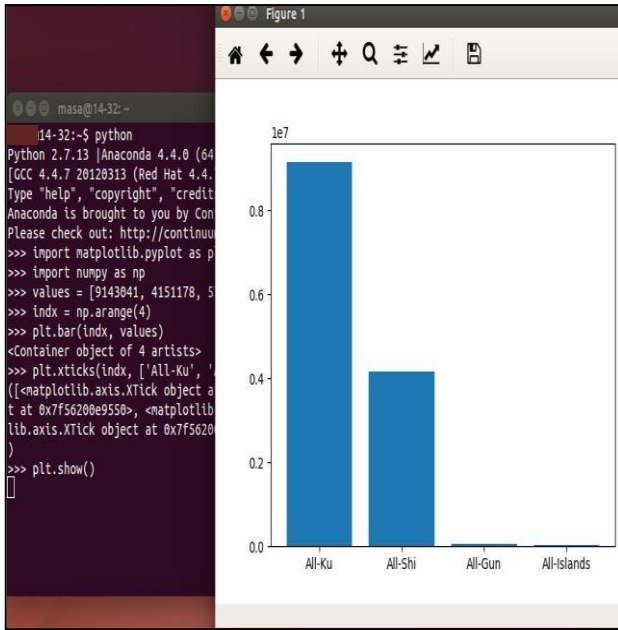 Figure 1
masa@14-32: ~
14-32:~$ python
Python 2.7.13 |Anaconda 4.4.0 (64
[GCC 4.4.7 20120313 (Red Hat 4.4.
Type "help", "copyright", "credit
Anaconda is brought to you by Con
Please check out: http://continuu
>>> import matplotlib.pyplot as p
>>> import numpy as np
>>> values = [9143041, 4151178, 5
>>> indx = np.arange(4)
>>> plt.bar(indx, values)
<Container object of 4 artists>
>>> plt.xticks(indx, ['All-Ku', '
([<matplotlib.axis.XTick object a
t at 0x7f56200e9550>, <matplotlib
lib.axis.XTick object at 0x7f5620
)
>>> plt.show()
1e7
0.8
0.6
0.4
0.2
0.0
All-Ku All-Shi All-Gun All-Islands